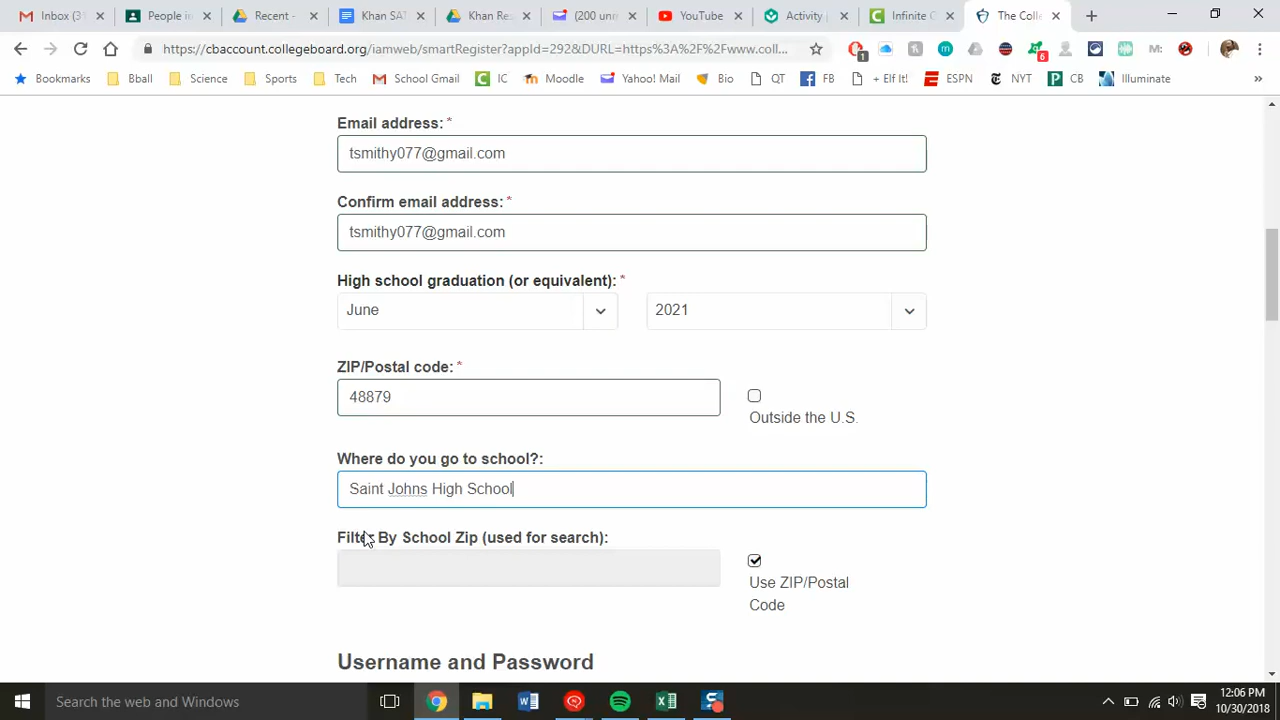 Inbox (31
People in
Recent -
Khan SAT
Khan Res
(200 unr
YouTube
Activity
Infinite C
The Colle
https://cbaccount.collegeboard.org/iamweb/smartRegister?appId=292&DURL=https%3A%2F%2Fwww.coll...
Bookmarks Bball Science Sports Tech School Gmail IC Moodle Yahoo! Mail Bio QT FB + Elf It! ESPN NYT CB Illuminate »
Email address: *
tsmithy077@gmail.com
Confirm email address: *
tsmithy077@gmail.com
High school graduation (or equivalent): *
June 2021
ZIP/Postal code: *
48879
Outside the U.S.
Where do you go to school?:
Saint Johns High School
Filter By School Zip (used for search):
Use ZIP/Postal
Code
Username and Password
Search the web and Windows
12:06 PM
10/30/2018